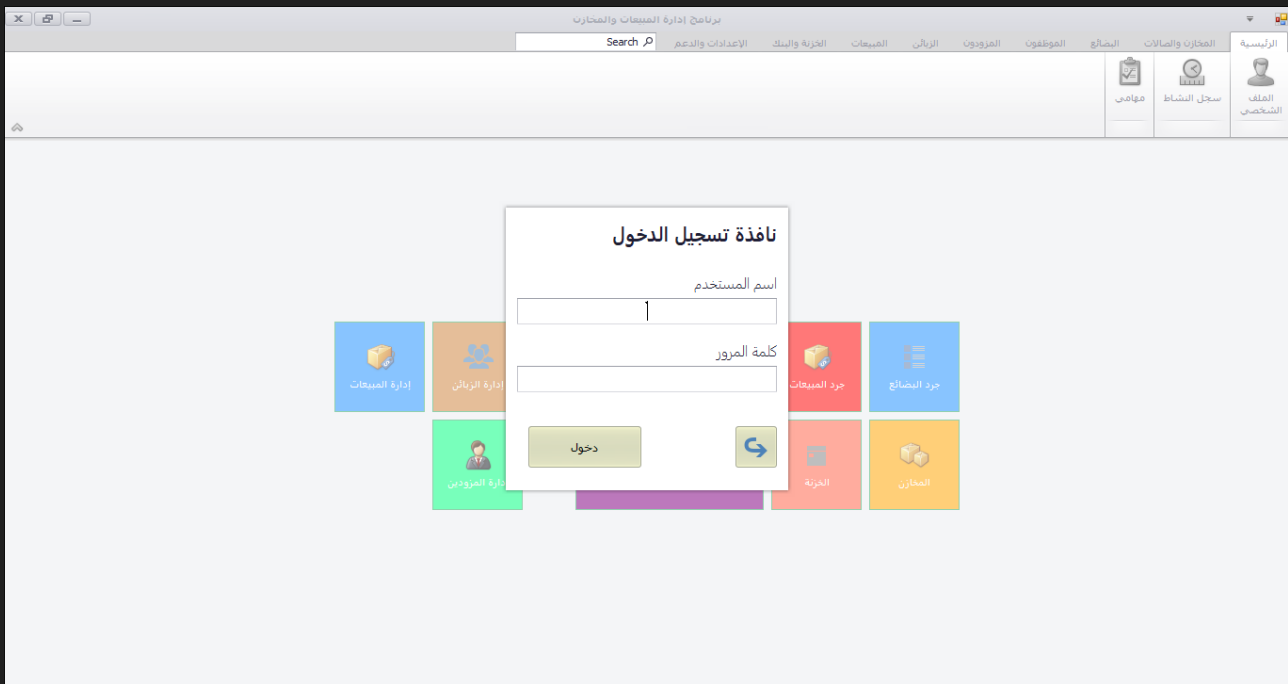 برنامج إدارة المبيعات والمخازن
الرئيسية
المخازن والصالات
البضائع
الموظفون
المزودون
الزبائن
المبيعات
الخزنة والبنك
الإعدادات والدعم
Search
الملف الشخصي
سجل النشاط
مهامي
نافذة تسجيل الدخول
اسم المستخدم
كلمة المرور
دخول
جرد البضائع
جرد المبيعات
إدارة الزبائن
إدارة المبيعات
المخازن
الخزنة
دارة المزودين